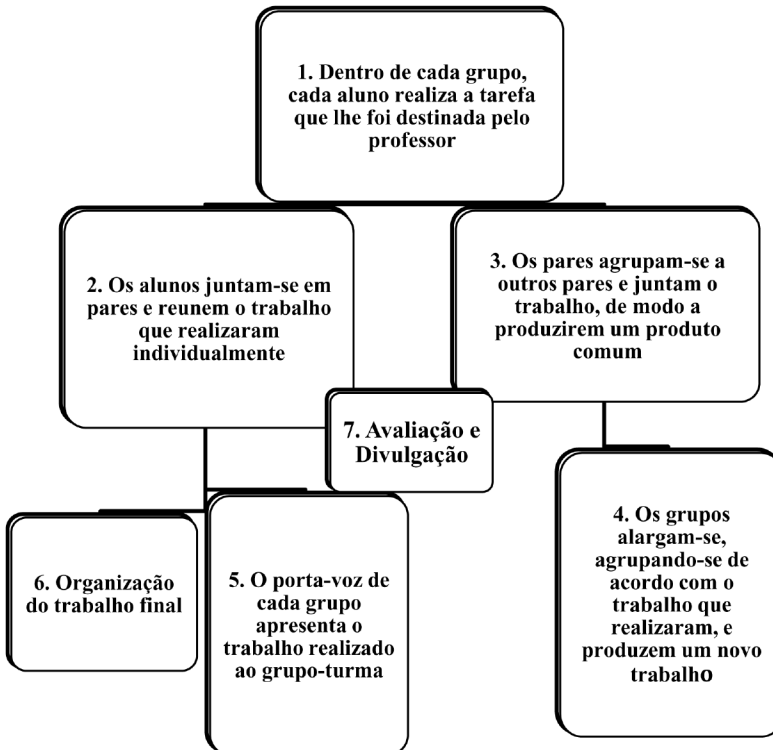 1. Dentro de cada grupo,
cada aluno realiza a tarefa
que lhe foi destinada pelo
professor
2. Os alunos juntam-se em
pares e reunem o trabalho
que realizaram
individualmente
3. Os pares agrupam-se a
outros pares e juntam o
trabalho, de modo a
produzirem um produto
comum
7. Avaliação e
Divulgação
4. Os grupos
alargam-se,
agrupando-se de
acordo com o
trabalho que
realizaram, e
produzem um novo
trabalho
5. O porta-voz de
cada grupo
apresenta o
trabalho realizado
ao grupo-turma
6. Organização
do trabalho final